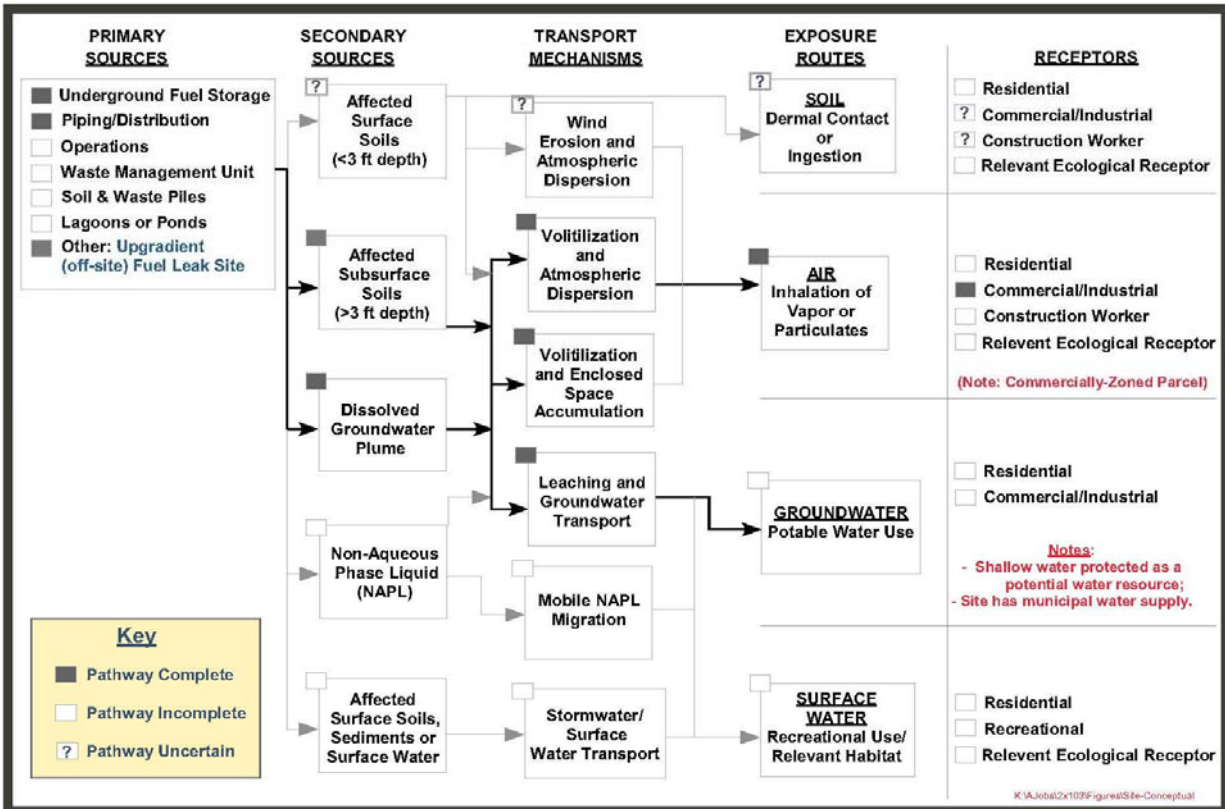 PRIMARY
SOURCES
Underground Fuel Storage
Piping/Distribution
Operations
Waste Management Unit
Soil & Waste Piles
Lagoons or Ponds
Other: Upgradient
(off-site) Fuel Leak Site
SECONDARY
SOURCES
?
Affected
Surface
Soils
(<3 ft depth)
Affected
Subsurface
Soils
(>3 ft depth)
Dissolved
Groundwater
Plume
Non-Aqueous
Phase Liquid
(NAPL)
Affected
Surface Soils,
Sediments or
Surface Water
TRANSPORT
MECHANISMS
?
Wind
Erosion and
Atmospheric
Dispersion
Volitilization
and
Atmospheric
Dispersion
Volitilization
and Enclosed
Space
Accumulation
Leaching and
Groundwater
Transport
Mobile NAPL
Migration
Stormwater/
Surface
Water Transport
EXPOSURE
ROUTES
?
SOIL
Dermal Contact
or
Ingestion
AIR
Inhalation of
Vapor or
Particulates
GROUNDWATER
Potable Water Use
SURFACE
WATER
Recreational Use/
Relevant Habitat
RECEPTORS
Residential
? Commercial/Industrial
? Construction Worker
Relevant Ecological Receptor
Residential
Commercial/Industrial
Construction Worker
Relevent Ecological Receptor
(Note: Commercially-Zoned Parcel)
Residential
Commercial/Industrial
Notes:
- Shallow water protected as a
potential water resource;
- Site has municipal water supply.
Residential
Recreational
Relevent Ecological Receptor
Key
Pathway Complete
Pathway Incomplete
? Pathway Uncertain
K:\AJobs\2x103\Figures\Site-Conceptual